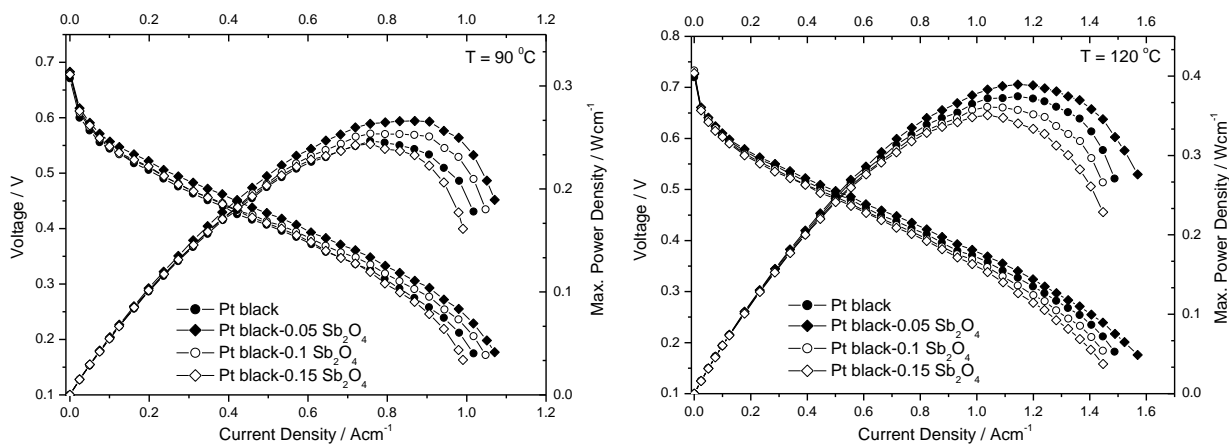 0.0 0.2 0.4 0.6 0.8 1.0 1.2
T = 90 °C
0.7
0.6
0.5
0.4
0.3
0.2
0.1
Voltage / V
0.3
0.2
0.1
0.0
Max. Power Density / Wcm⁻¹
Pt black
Pt black-0.05 Sb₂O₄
Pt black-0.1 Sb₂O₄
Pt black-0.15 Sb₂O₄
0.0 0.2 0.4 0.6 0.8 1.0 1.2
Current Density / Acm⁻¹
0.0 0.2 0.4 0.6 0.8 1.0 1.2 1.4 1.6
T = 120 °C
0.8
0.7
0.6
0.5
0.4
0.3
0.2
0.1
Voltage / V
0.4
0.3
0.2
0.1
0.0
Max. Power Density / Wcm⁻¹
Pt black
Pt black-0.05 Sb₂O₄
Pt black-0.1 Sb₂O₄
Pt black-0.15 Sb₂O₄
0.0 0.2 0.4 0.6 0.8 1.0 1.2 1.4 1.6
Current Density / Acm⁻¹